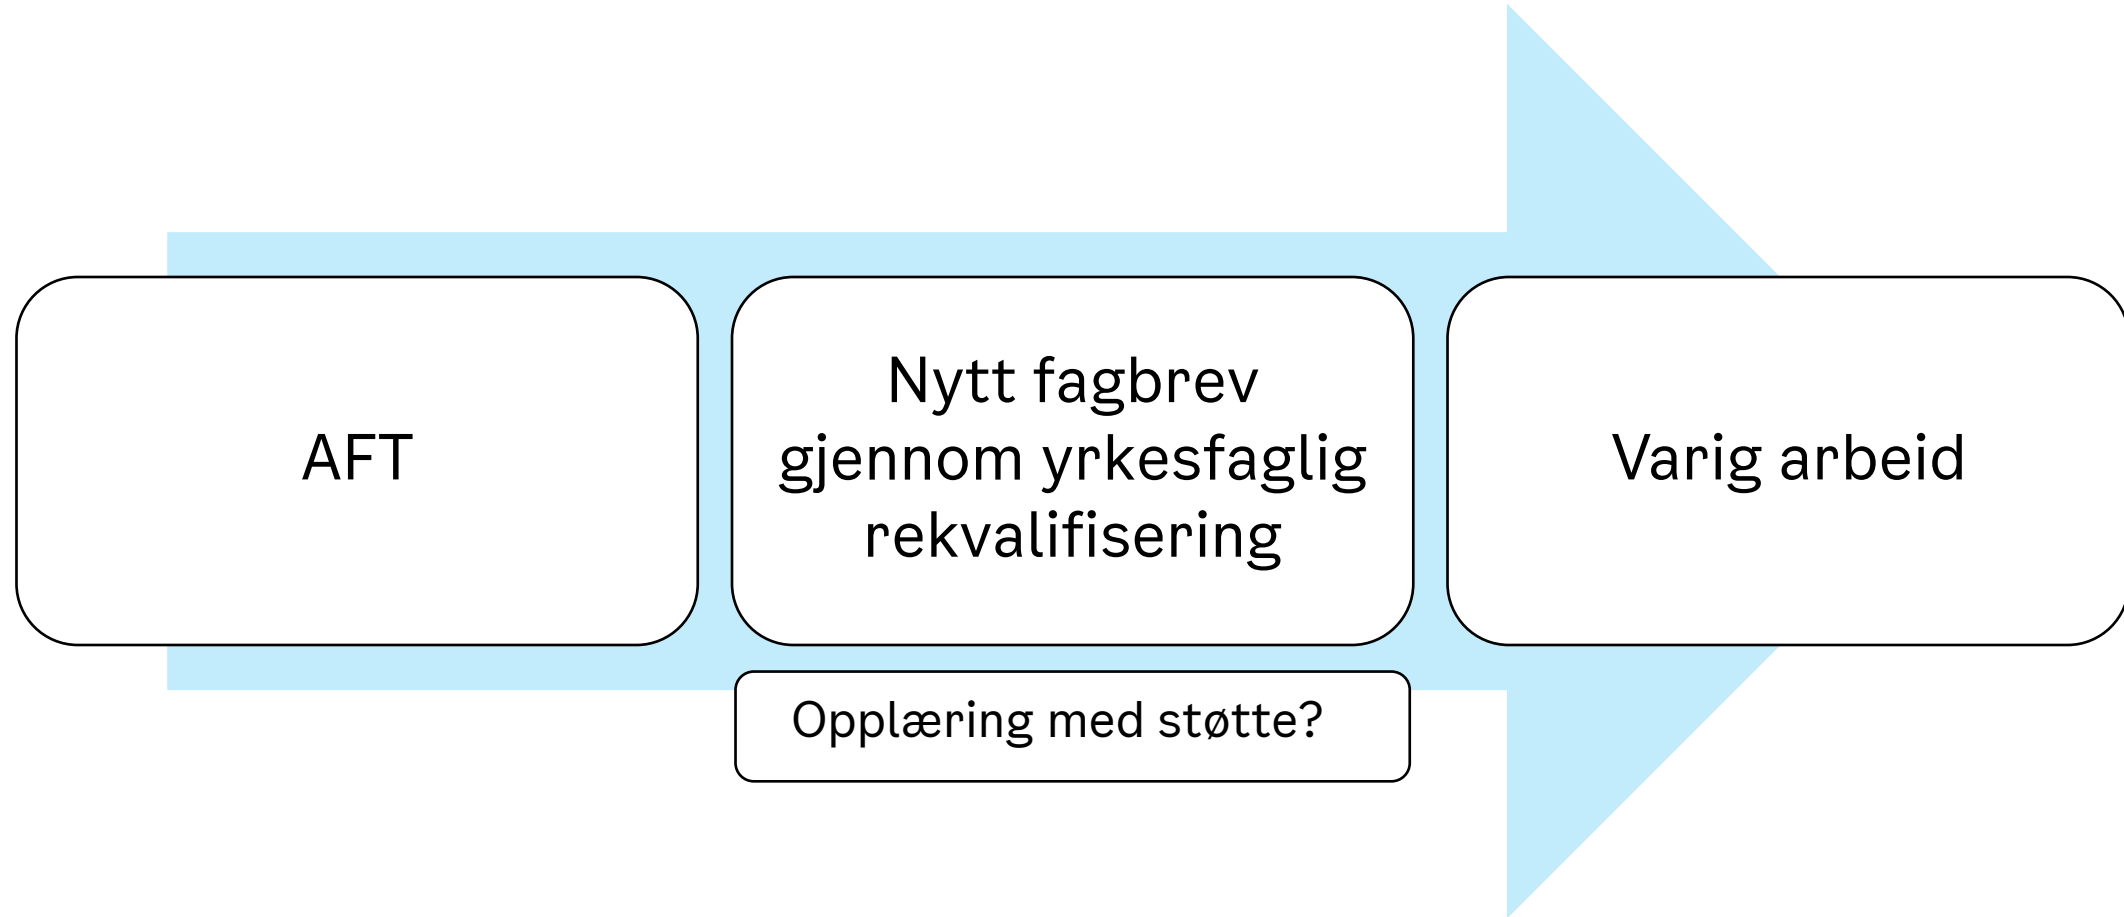 AFT
Nytt fagbrev
gjennom yrkesfaglig
rekvalifisering
Varig arbeid
Opplæring med støtte?